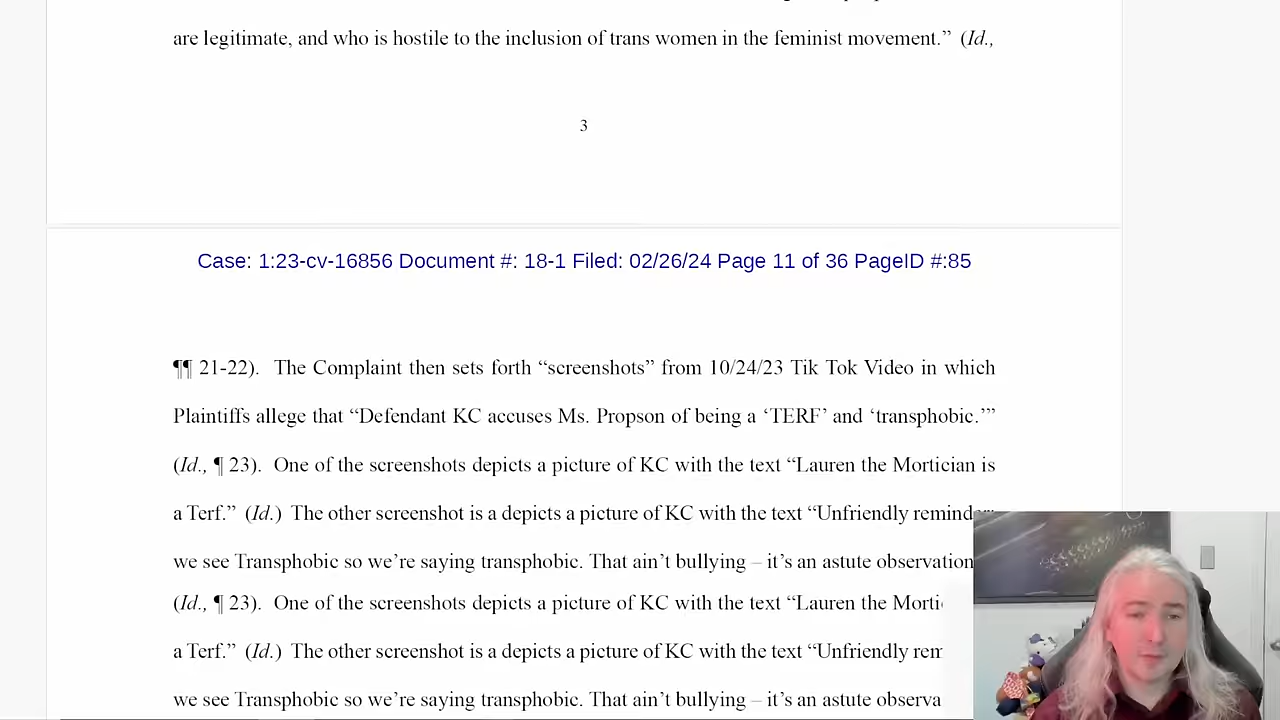 are legitimate, and who is hostile to the inclusion of trans women in the feminist movement.” (Id.,
3
Case: 1:23-cv-16856 Document #: 18-1 Filed: 02/26/24 Page 11 of 36 PageID #:85
¶¶ 21-22). The Complaint then sets forth “screenshots” from 10/24/23 Tik Tok Video in which
Plaintiffs allege that “Defendant KC accuses Ms. Propson of being a ‘TERF’ and ‘transphobic.’”
(Id., ¶ 23). One of the screenshots depicts a picture of KC with the text “Lauren the Mortician is
a Terf.” (Id.) The other screenshot is a depicts a picture of KC with the text “Unfriendly reminder:
we see Transphobic so we’re saying transphobic. That ain’t bullying – it’s an astute observation
(Id., ¶ 23). One of the screenshots depicts a picture of KC with the text “Lauren the Morti
a Terf.” (Id.) The other screenshot is a depicts a picture of KC with the text “Unfriendly rem
we see Transphobic so we’re saying transphobic. That ain’t bullying – it’s an astute observa